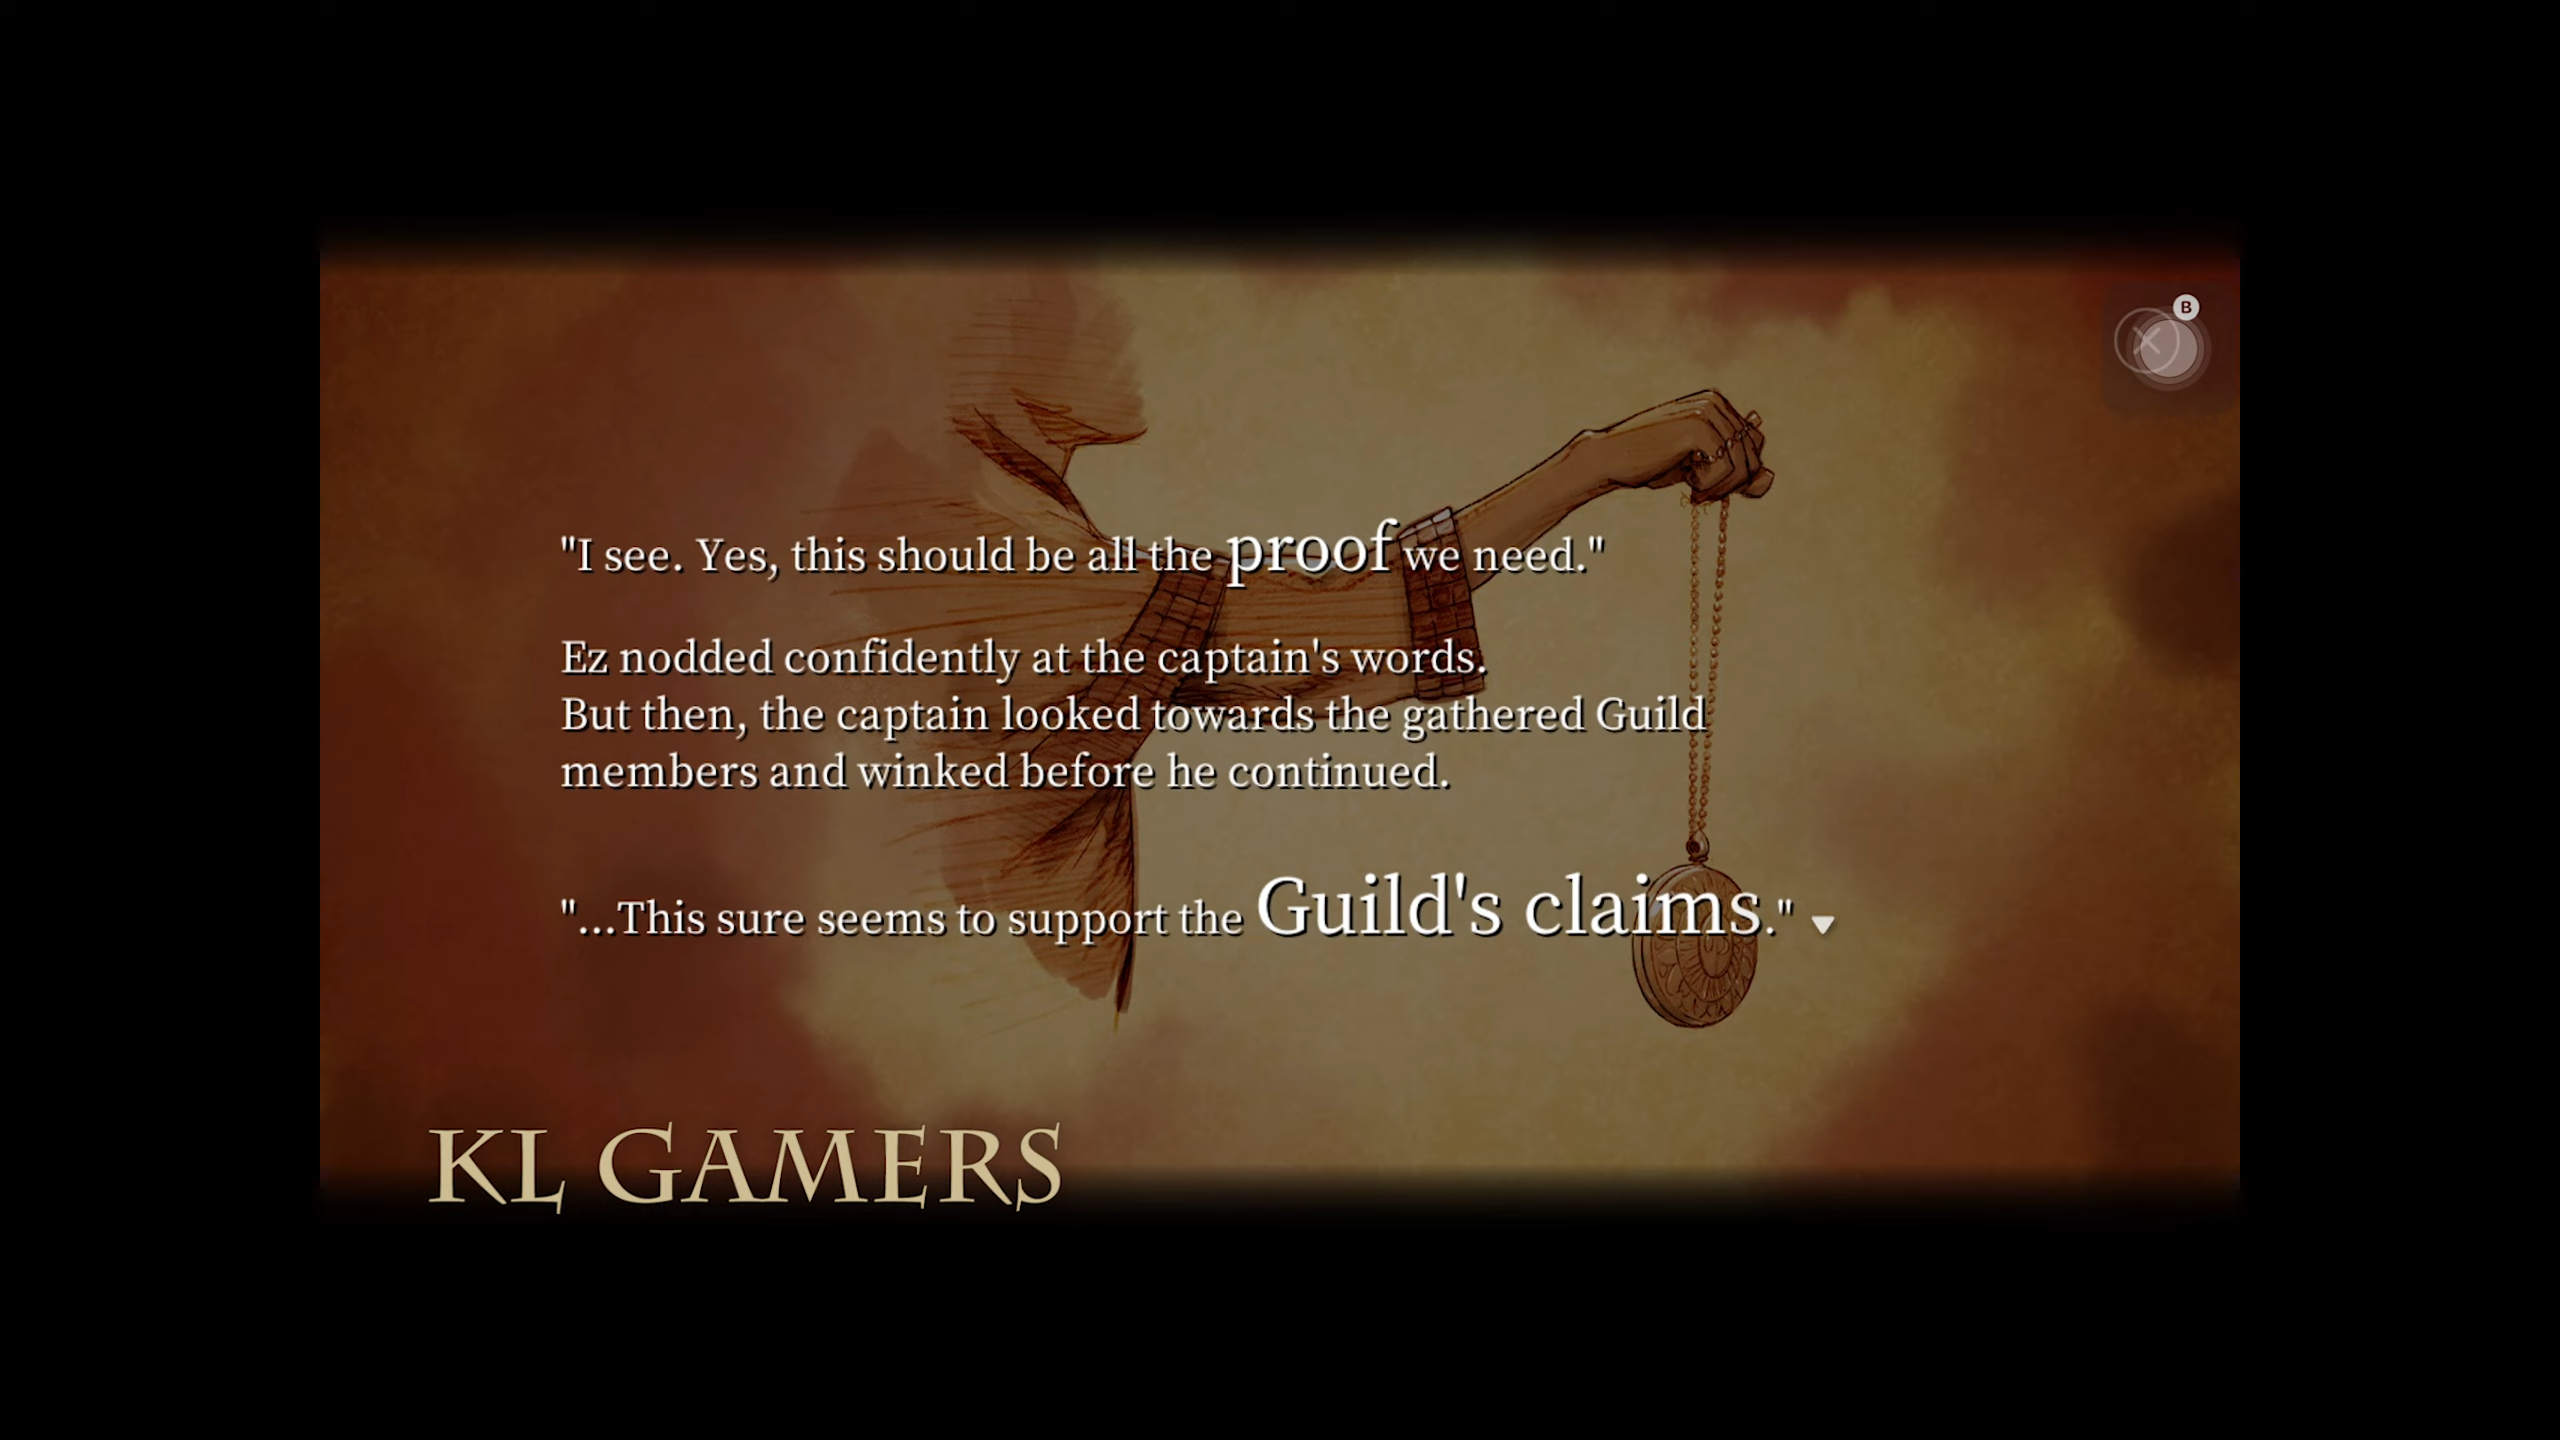 B
"I see. Yes, this should be all the proof we need."
Ez nodded confidently at the captain's words.
But then, the captain looked towards the gathered Guild
members and winked before he continued.
"...This sure seems to support the Guild's claims."
KL GAMERS